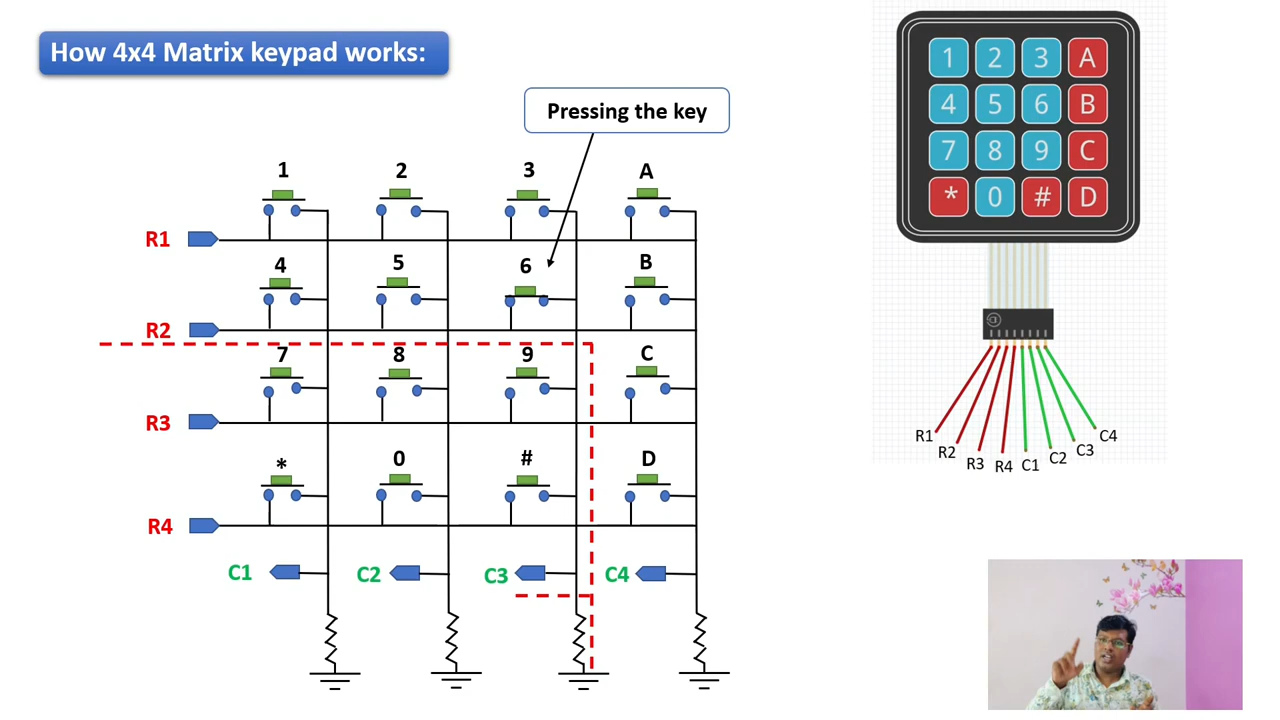 How 4x4 Matrix keypad works:
Pressing the key
1 2 3 A
R1
4 5 6 B
R2
7 8 9 C
R3
* 0 # D
R4
C1 C2 C3 C4
1 2 3 A
4 5 6 B
7 8 9 C
* 0 # D
R1 R2 R3 R4 C1 C2 C3 C4